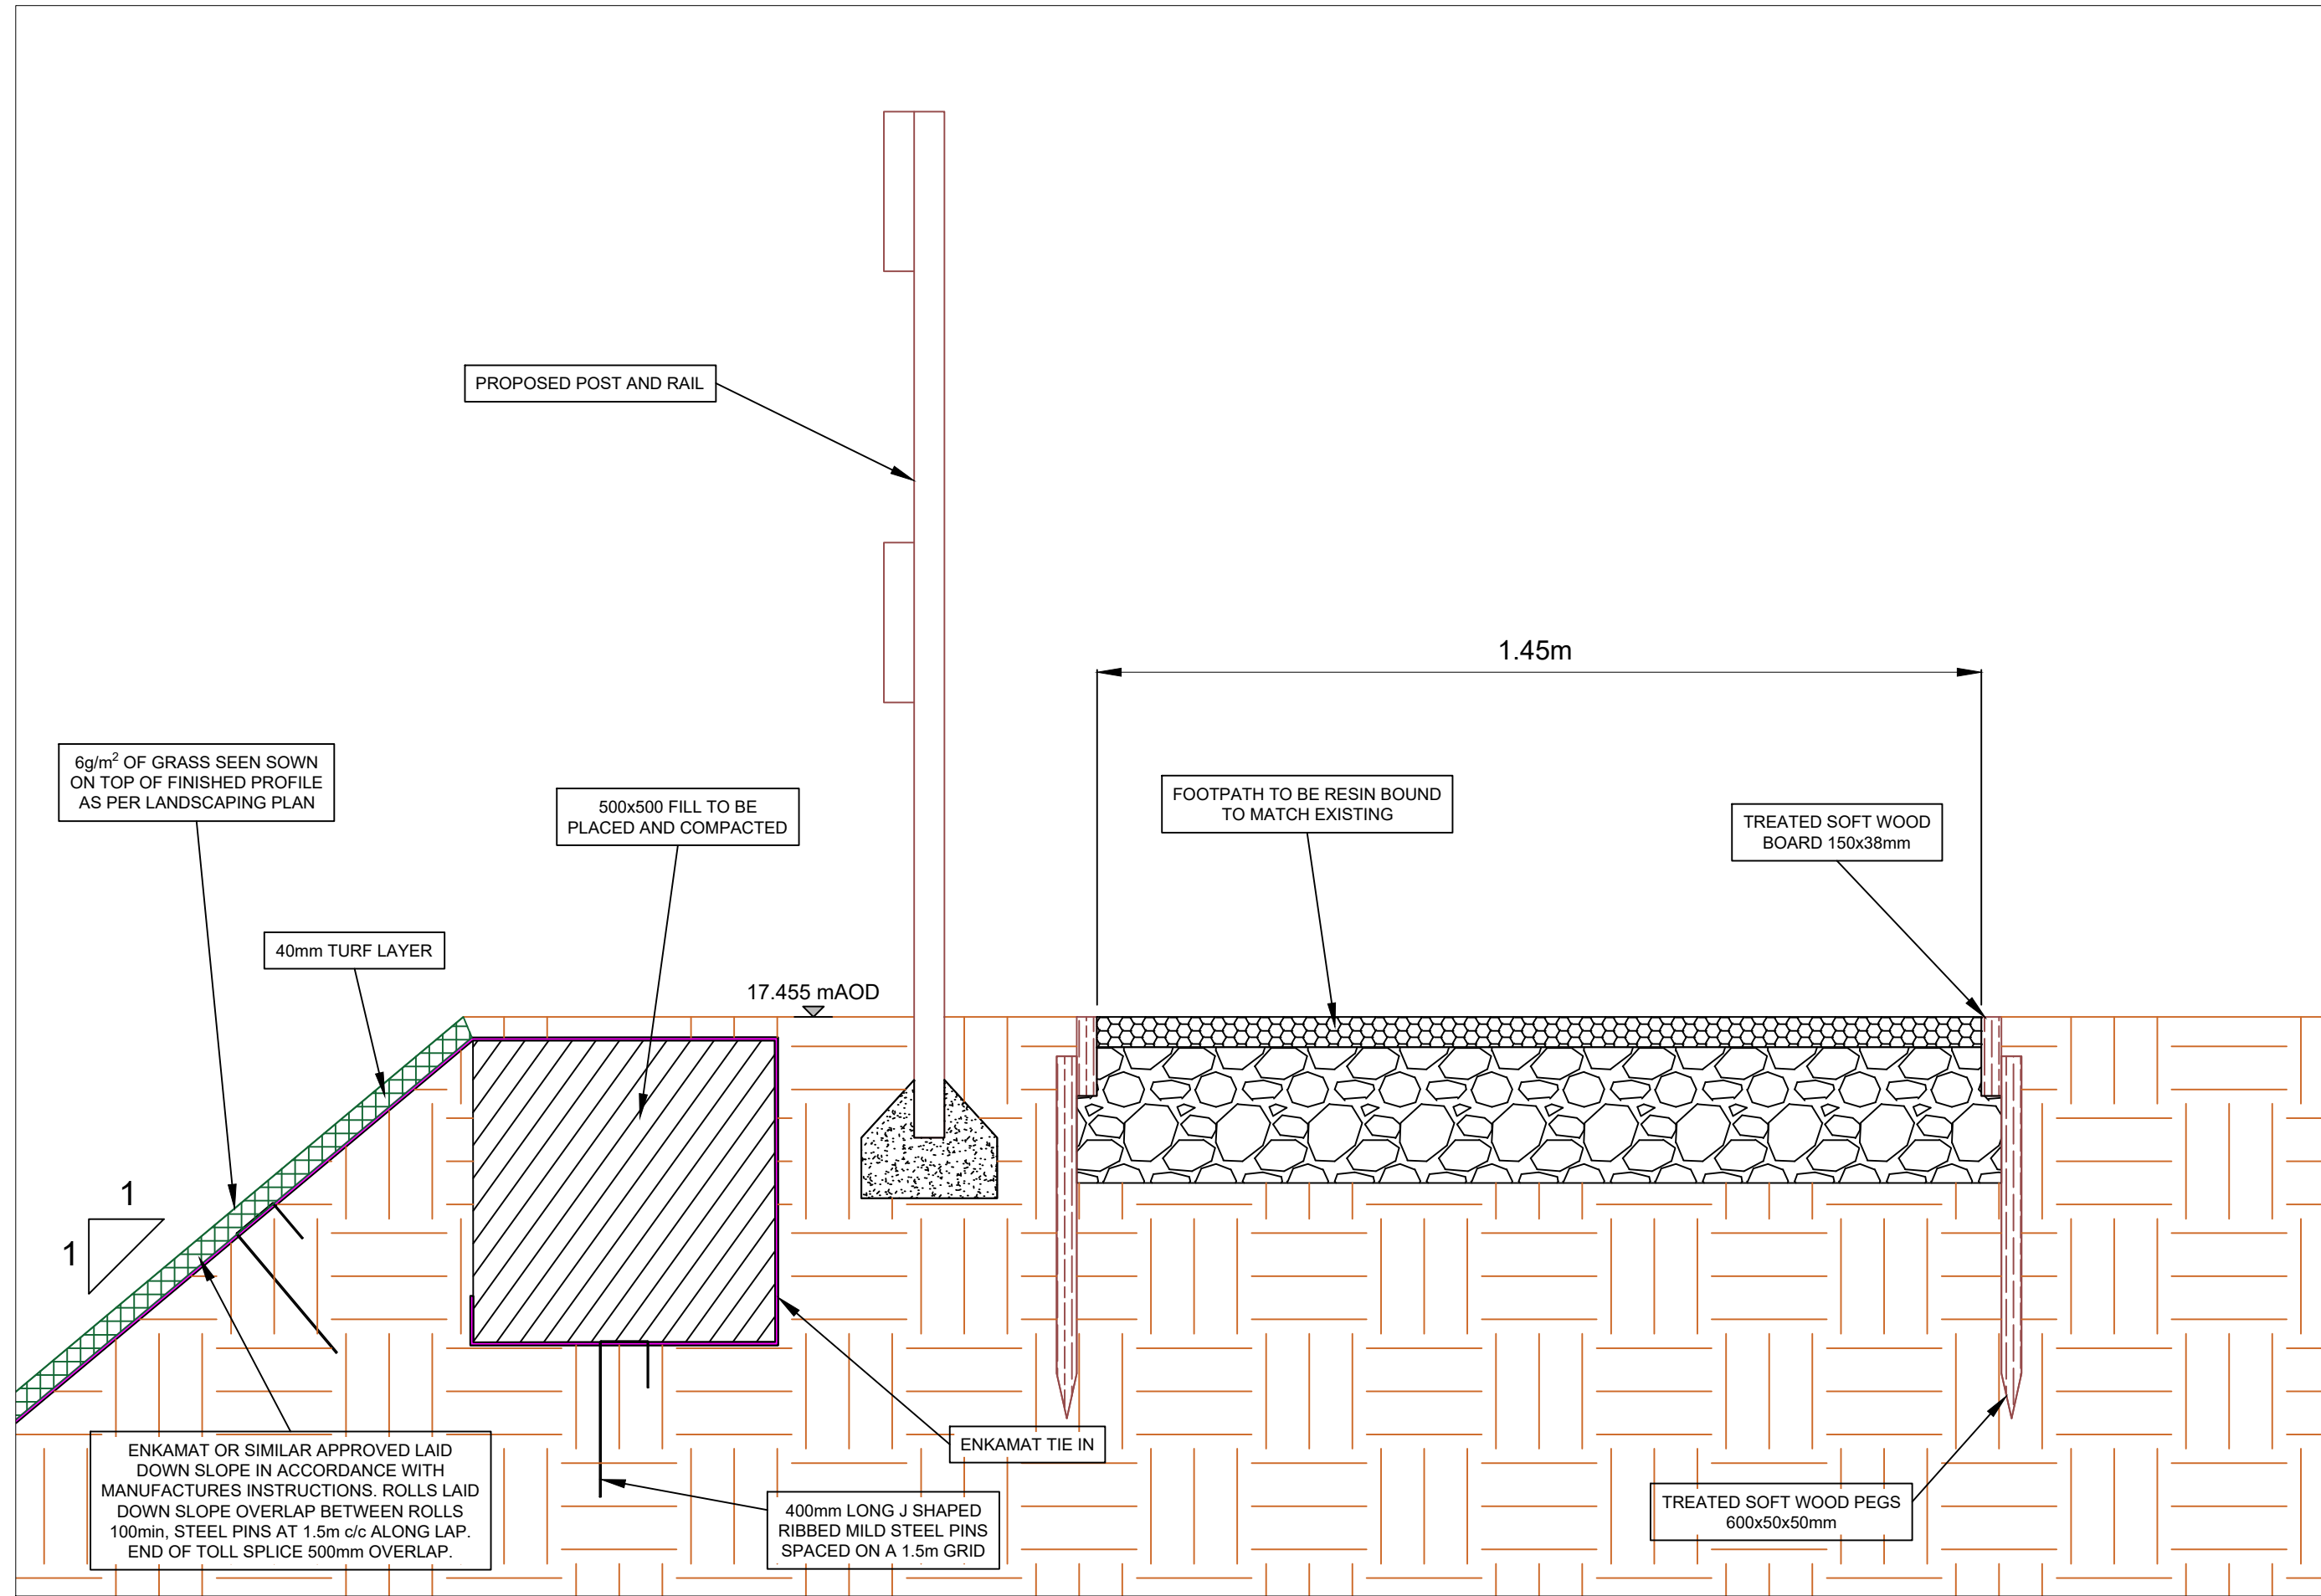 PROPOSED POST AND RAIL
1.45m
6g/m² OF GRASS SEEN SOWN
ON TOP OF FINISHED PROFILE
AS PER LANDSCAPING PLAN
500x500 FILL TO BE
PLACED AND COMPACTED
FOOTPATH TO BE RESIN BOUND
TO MATCH EXISTING
TREATED SOFT WOOD
BOARD 150x38mm
40mm TURF LAYER
17.455 mAOD
1
1
ENKAMAT OR SIMILAR APPROVED LAID
DOWN SLOPE IN ACCORDANCE WITH
MANUFACTURES INSTRUCTIONS. ROLLS LAID
DOWN SLOPE OVERLAP BETWEEN ROLLS
100min, STEEL PINS AT 1.5m c/c ALONG LAP.
END OF TOLL SPLICE 500mm OVERLAP.
ENKAMAT TIE IN
400mm LONG J SHAPED
RIBBED MILD STEEL PINS
SPACED ON A 1.5m GRID
TREATED SOFT WOOD PEGS
600x50x50mm